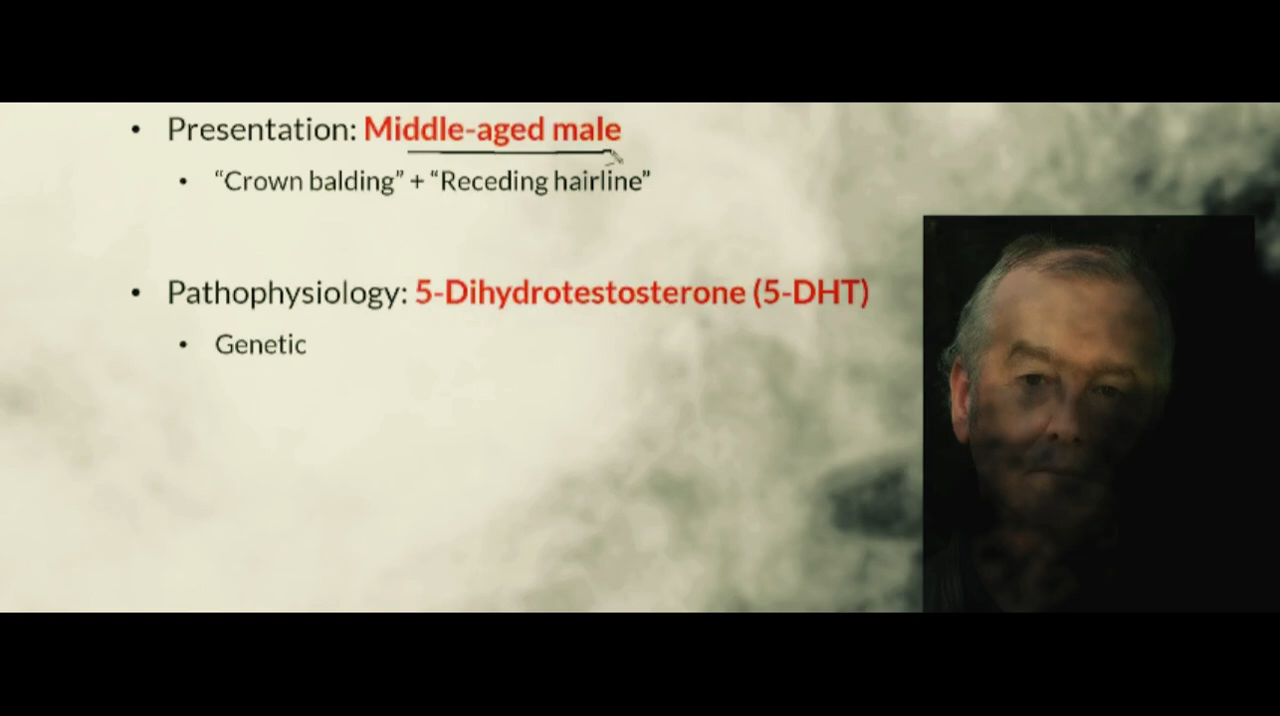 • Presentation: Middle-aged male
• “Crown balding” + “Receding hairline”
• Pathophysiology: 5-Dihydrotestosterone (5-DHT)
• Genetic